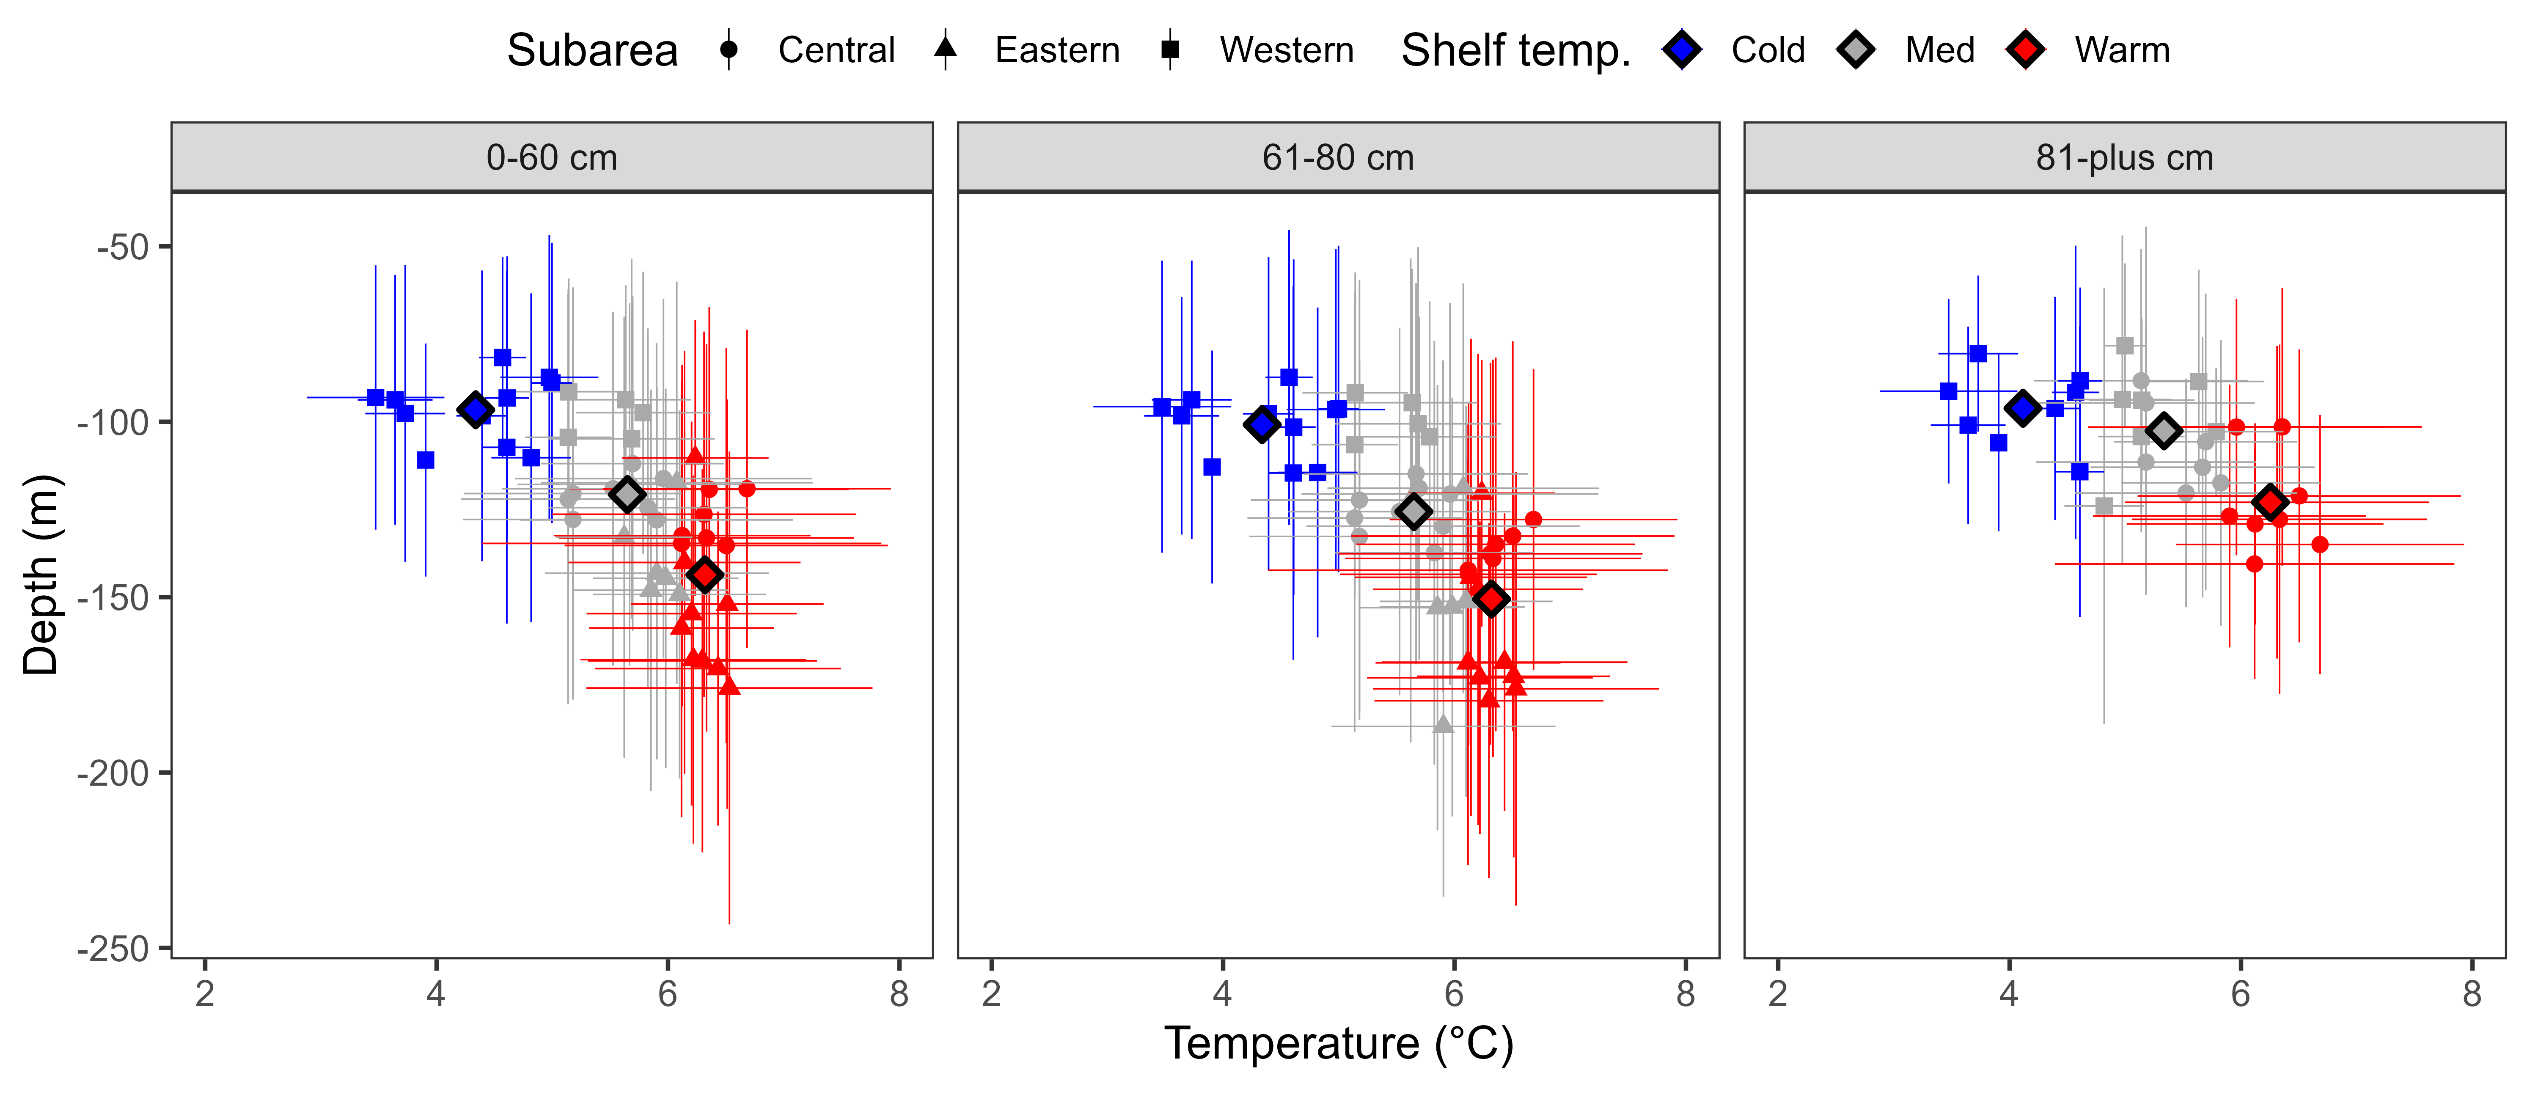 Subarea Central Eastern Western Shelf temp. Cold Med Warm
0-60 cm 61-80 cm 81-plus cm
Depth (m)
-50
-100
-150
-200
-250
2 4 6 8 2 4 6 8 2 4 6 8
Temperature (°C)